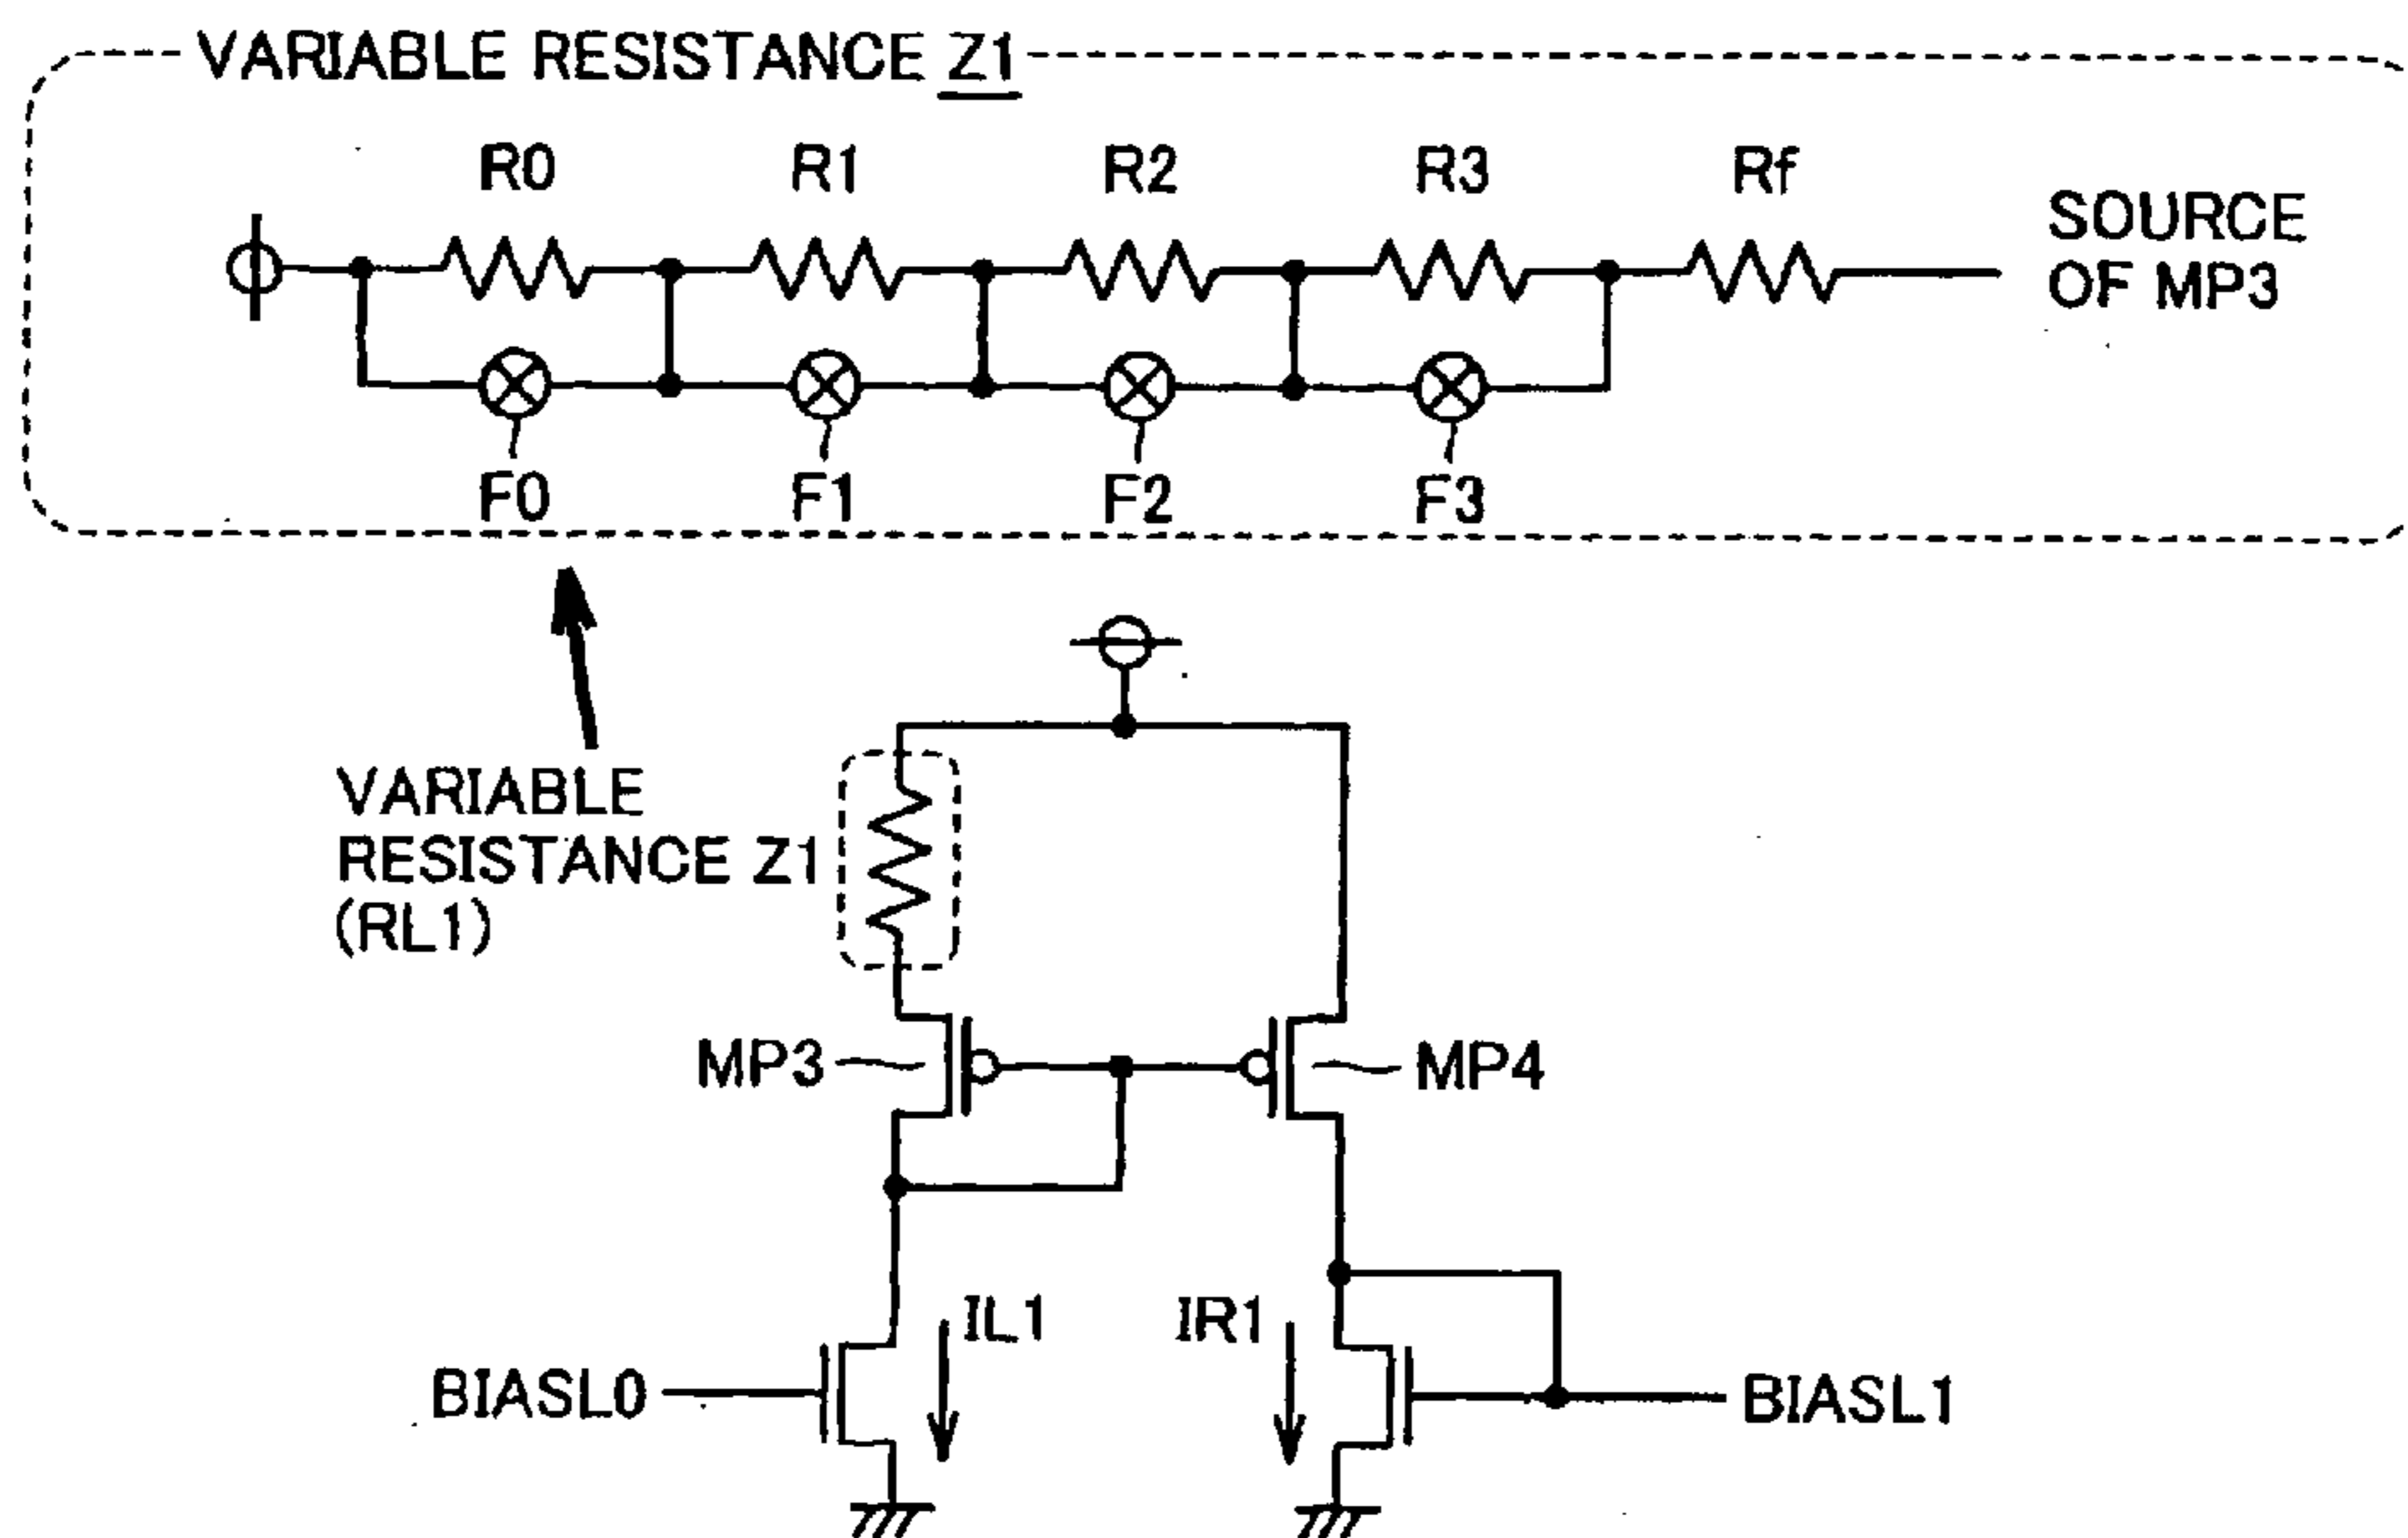 VARIABLE RESISTANCE Z1
R0 R1 R2 R3 Rf
SOURCE
OF MP3
F0 F1 F2 F3
VARIABLE
RESISTANCE Z1
(RL1)
MP3 MP4
IL1 IR1
BIASL0 BIASL1